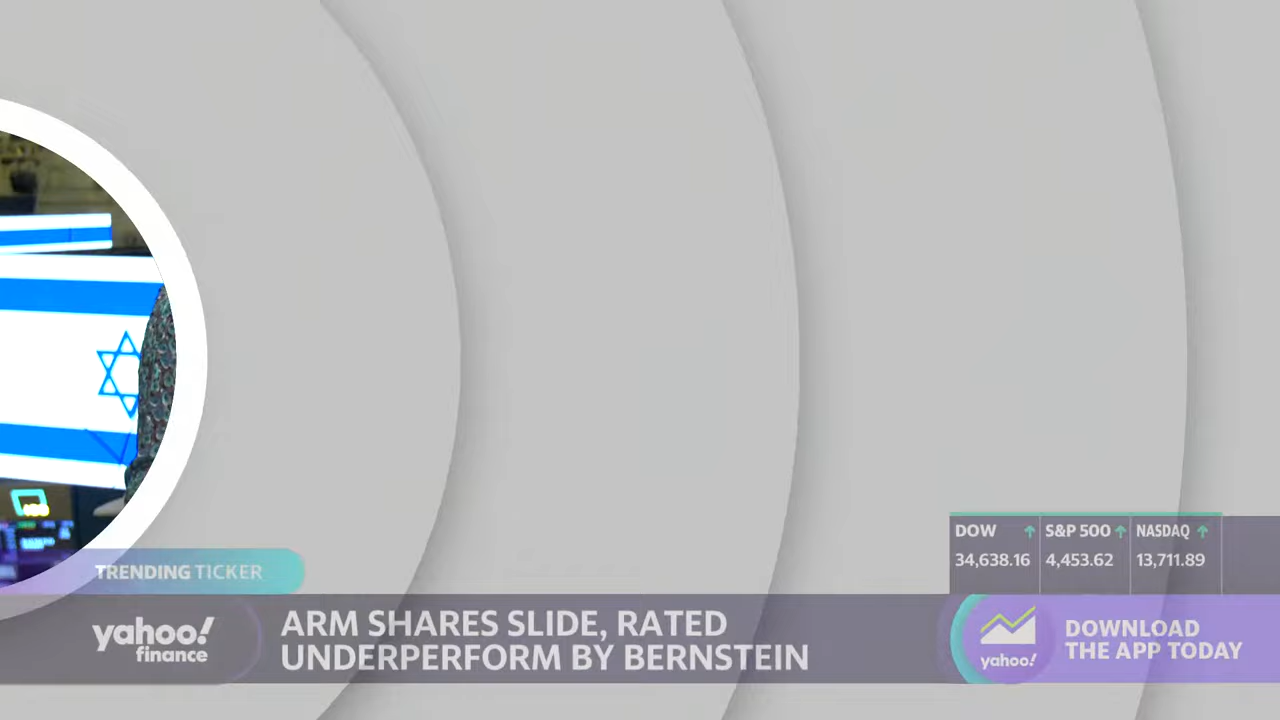 TRENDING TICKER
yahoo!
finance
ARM SHARES SLIDE, RATED
UNDERPERFORM BY BERNSTEIN
DOW S&P 500 NASDAQ
34,638.16 4,453.62 13,711.89
yahoo!
DOWNLOAD
THE APP TODAY